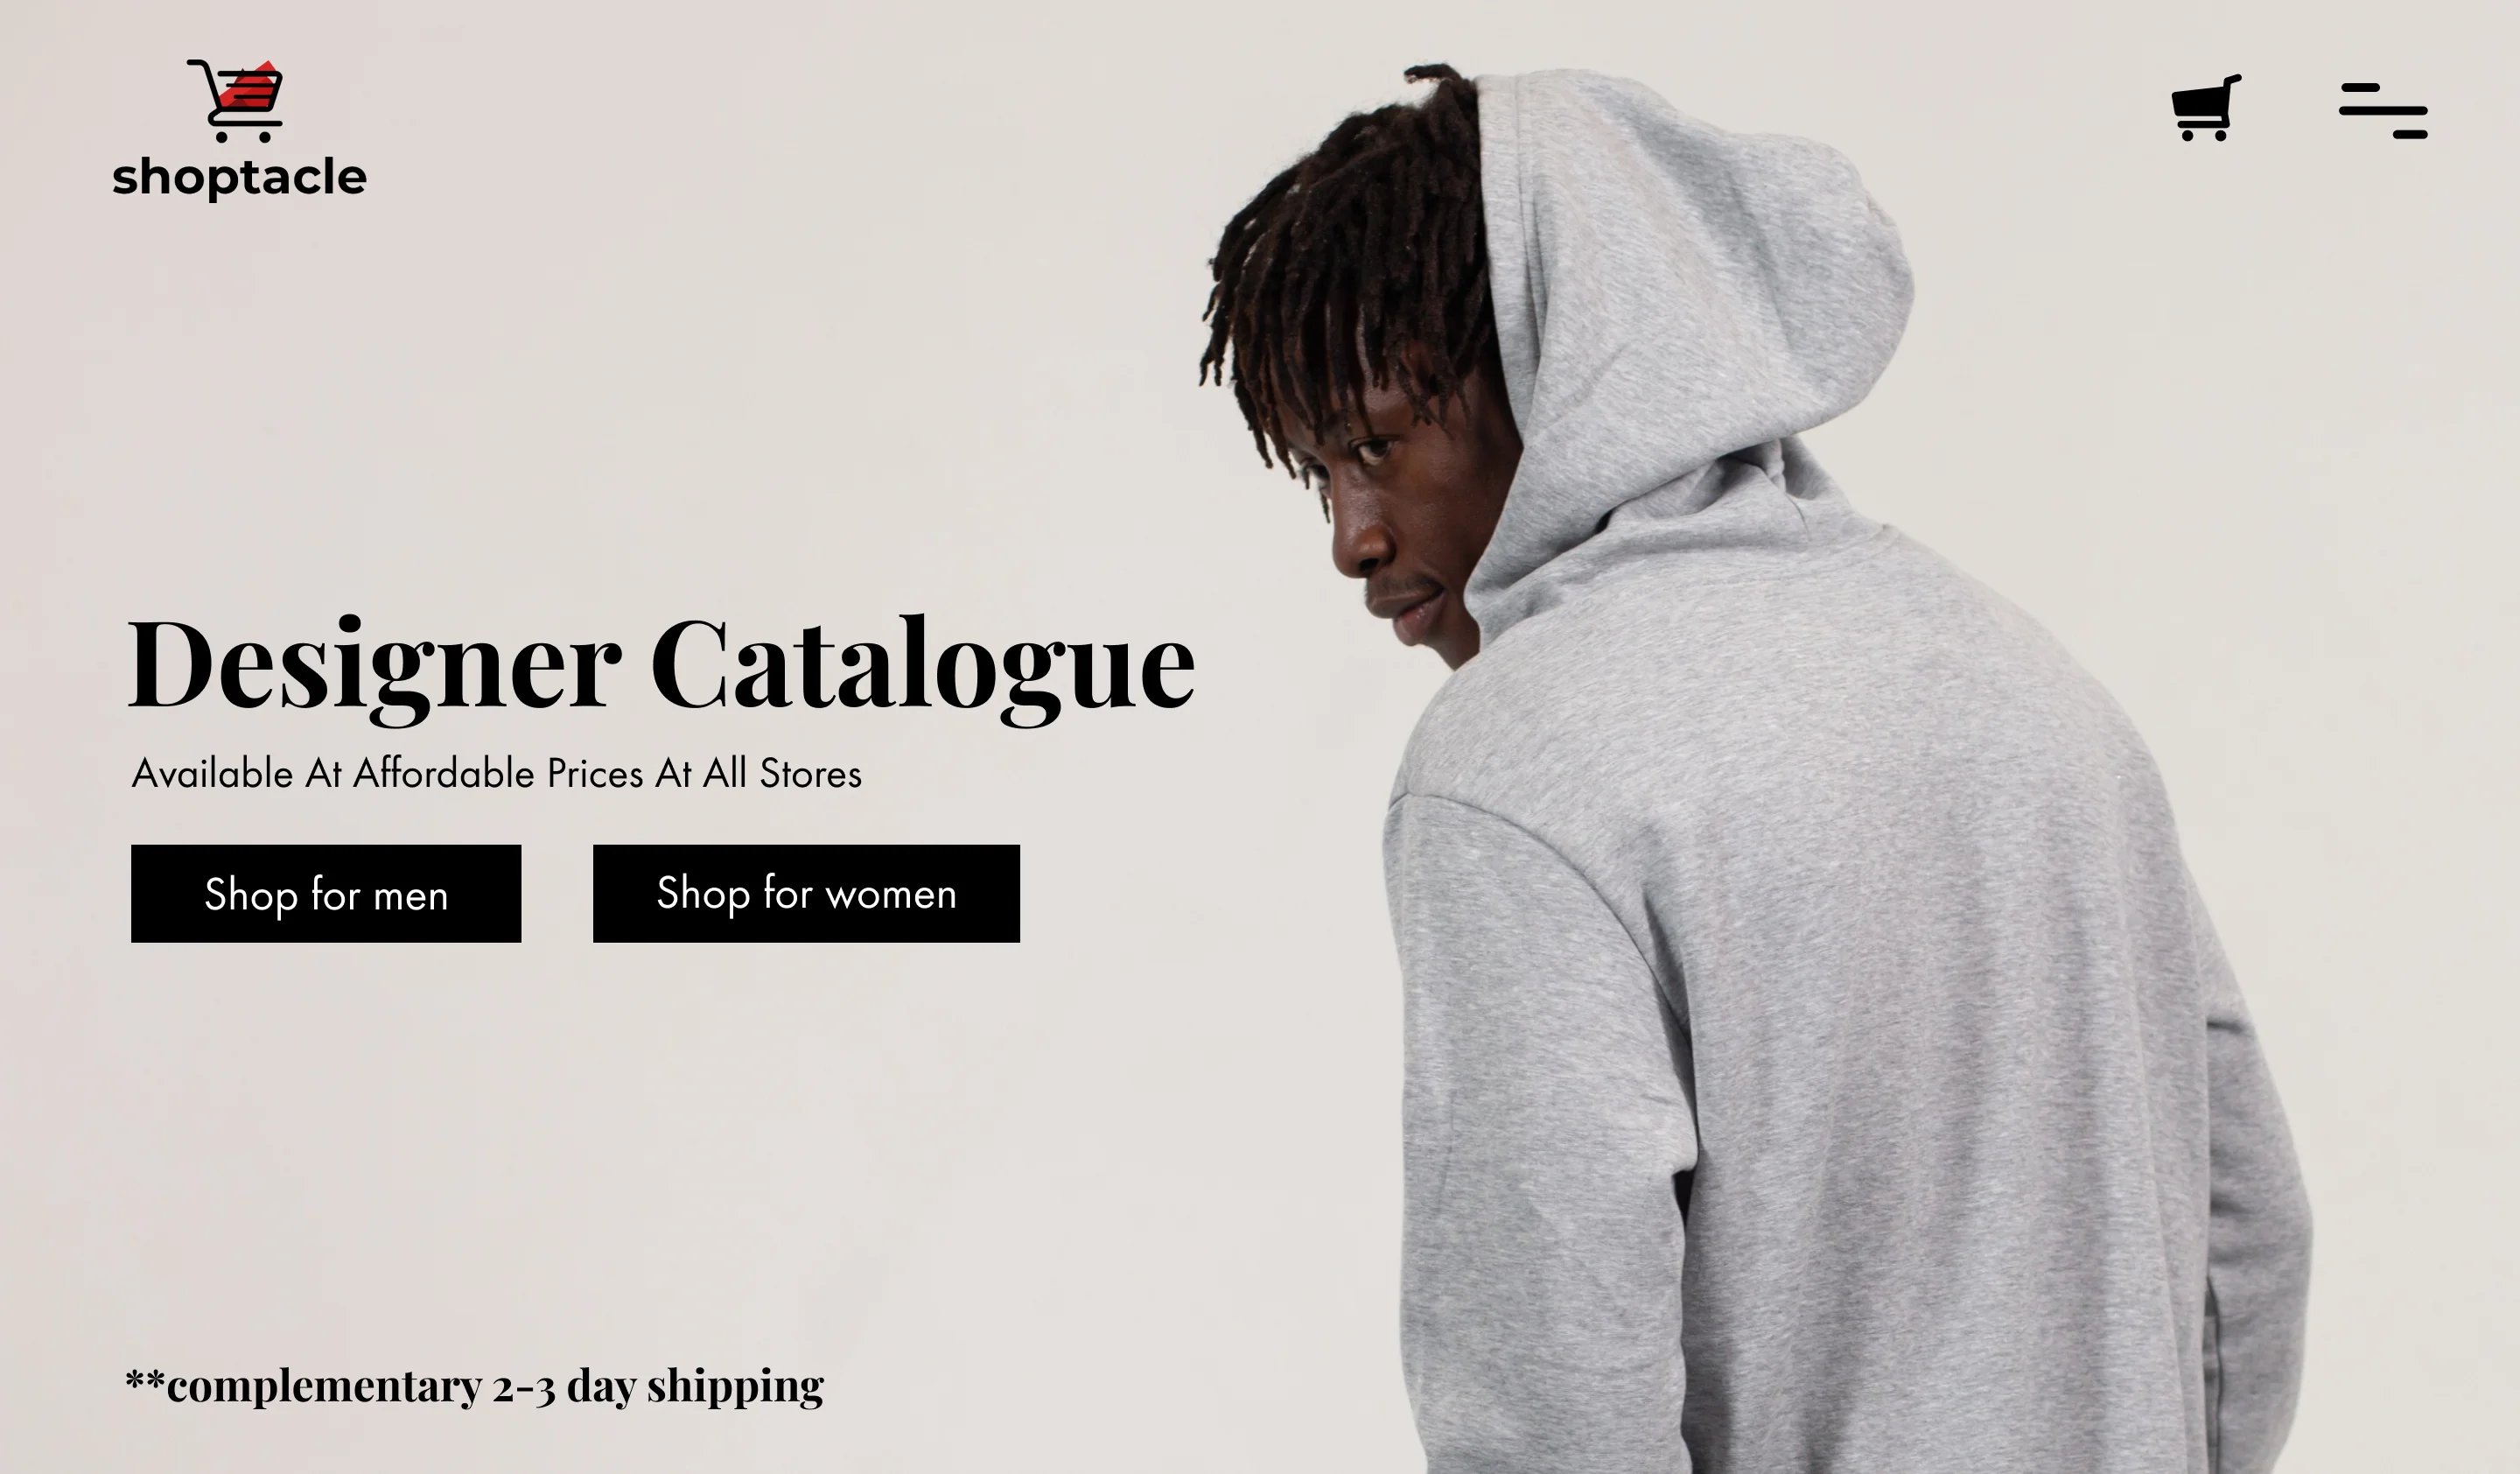 shoptacle
Designer Catalogue
Available At Affordable Prices At All Stores
Shop for men
Shop for women
**complementary 2-3 day shipping